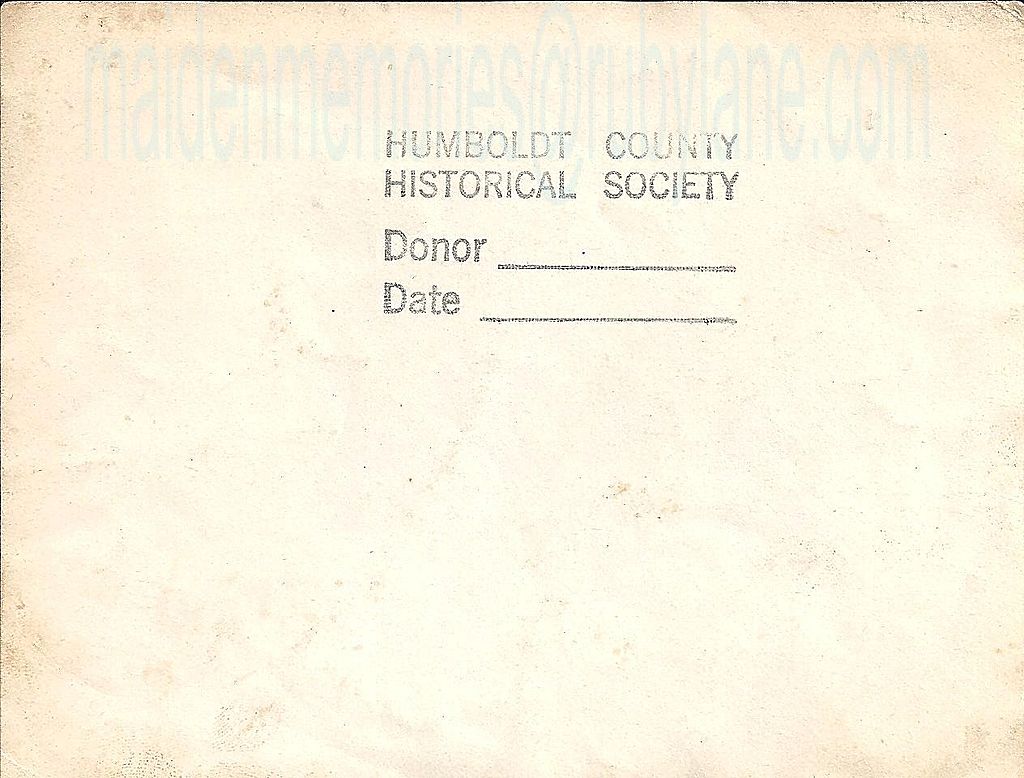 maidenmemories@rubylane.com
HUMBOLDT COUNTY
HISTORICAL SOCIETY
Donor
Date